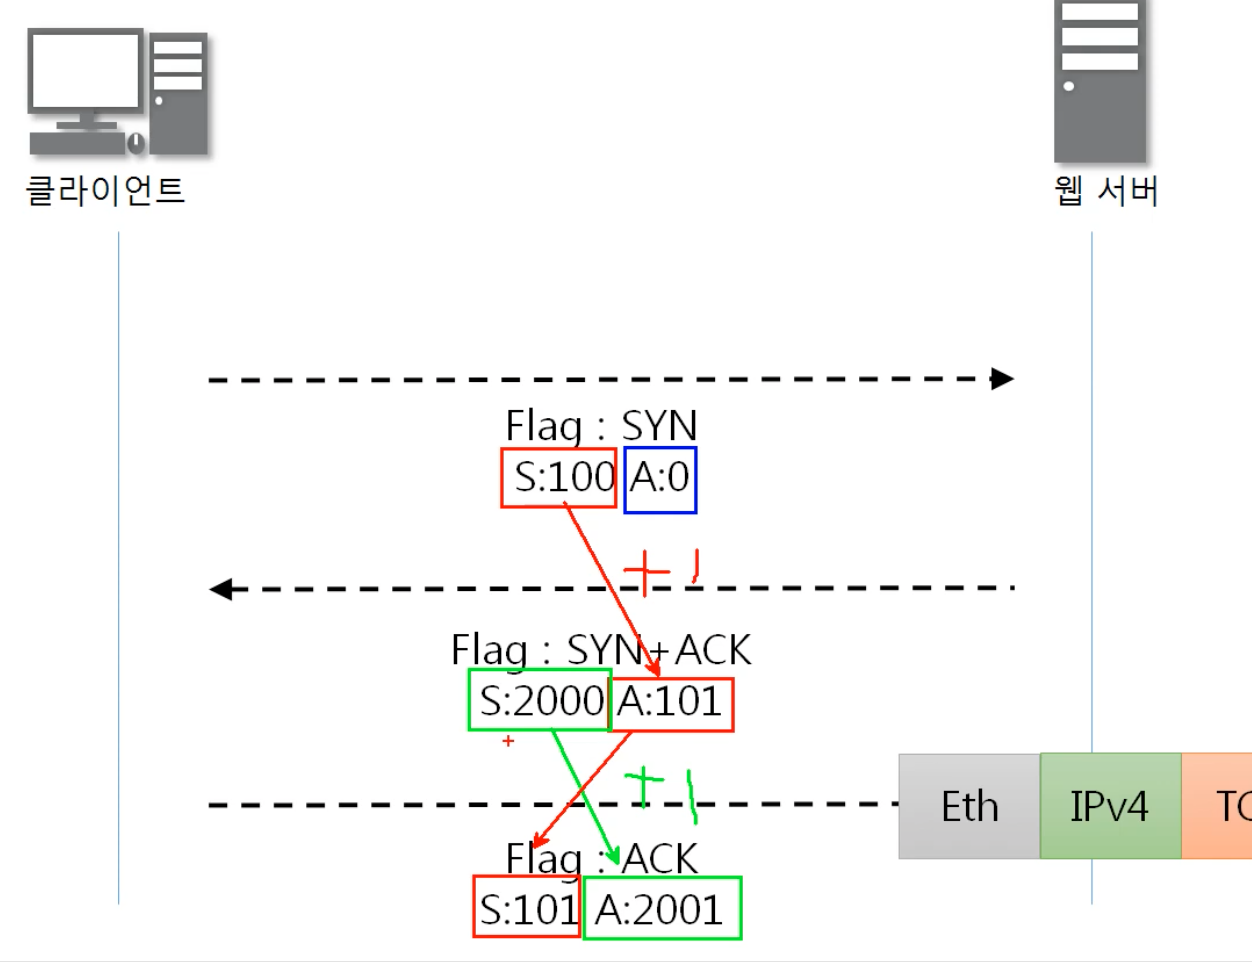 클라이언트
웹 서버
Flag : SYN
S:100 A:0
+1
Flag : SYN+ACK
S:2000 A:101
+1
Eth IPv4
Flag : ACK
S:101 A:2001